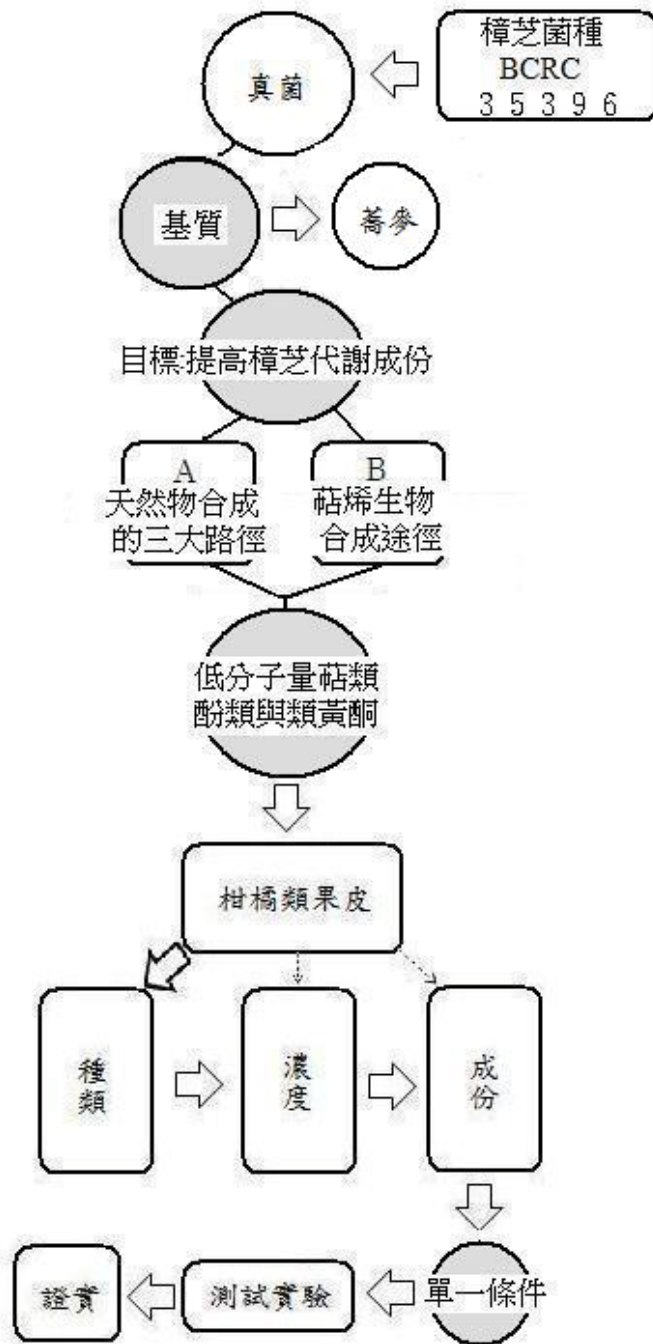 樟芝菌種
BCRC
３５３９６
真菌
基質
蕎麥
目標:提高樟芝代謝成份
A
天然物合成
的三大路徑
B
萜烯生物
合成途徑
低分子量萜類
酚類與類黃酮
柑橘類果皮
種
類
濃
度
成
份
單一條件
測試實驗
證實